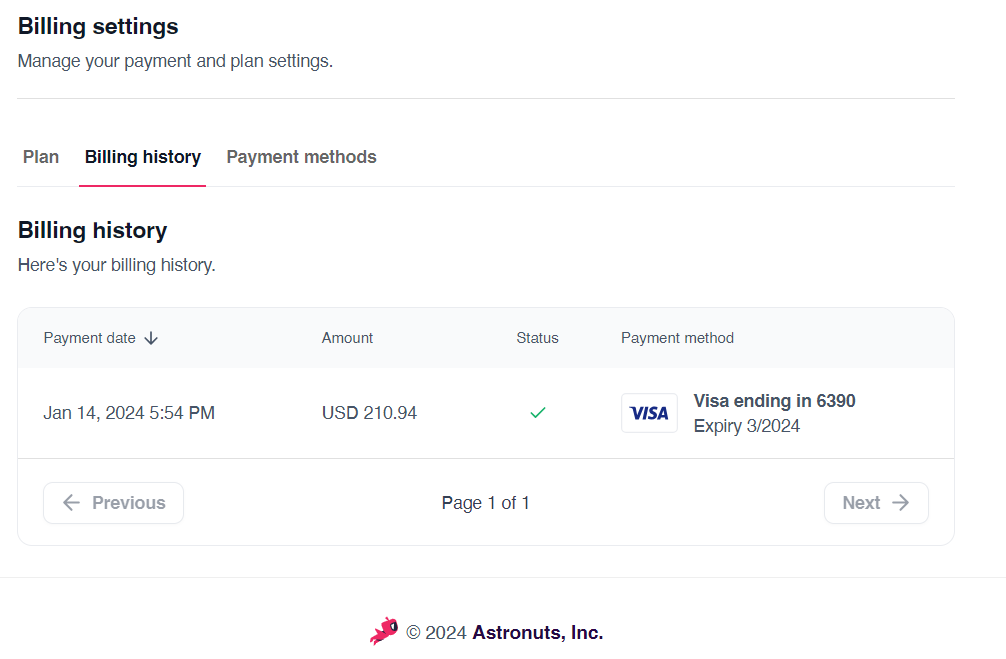 Billing settings
Manage your payment and plan settings.
Plan Billing history Payment methods
Billing history
Here's your billing history.
Payment date Amount Status Payment method
Jan 14, 2024 5:54 PM USD 210.94 VISA Visa ending in 6390
Expiry 3/2024
Previous Page 1 of 1 Next
© 2024 Astronuts, Inc.